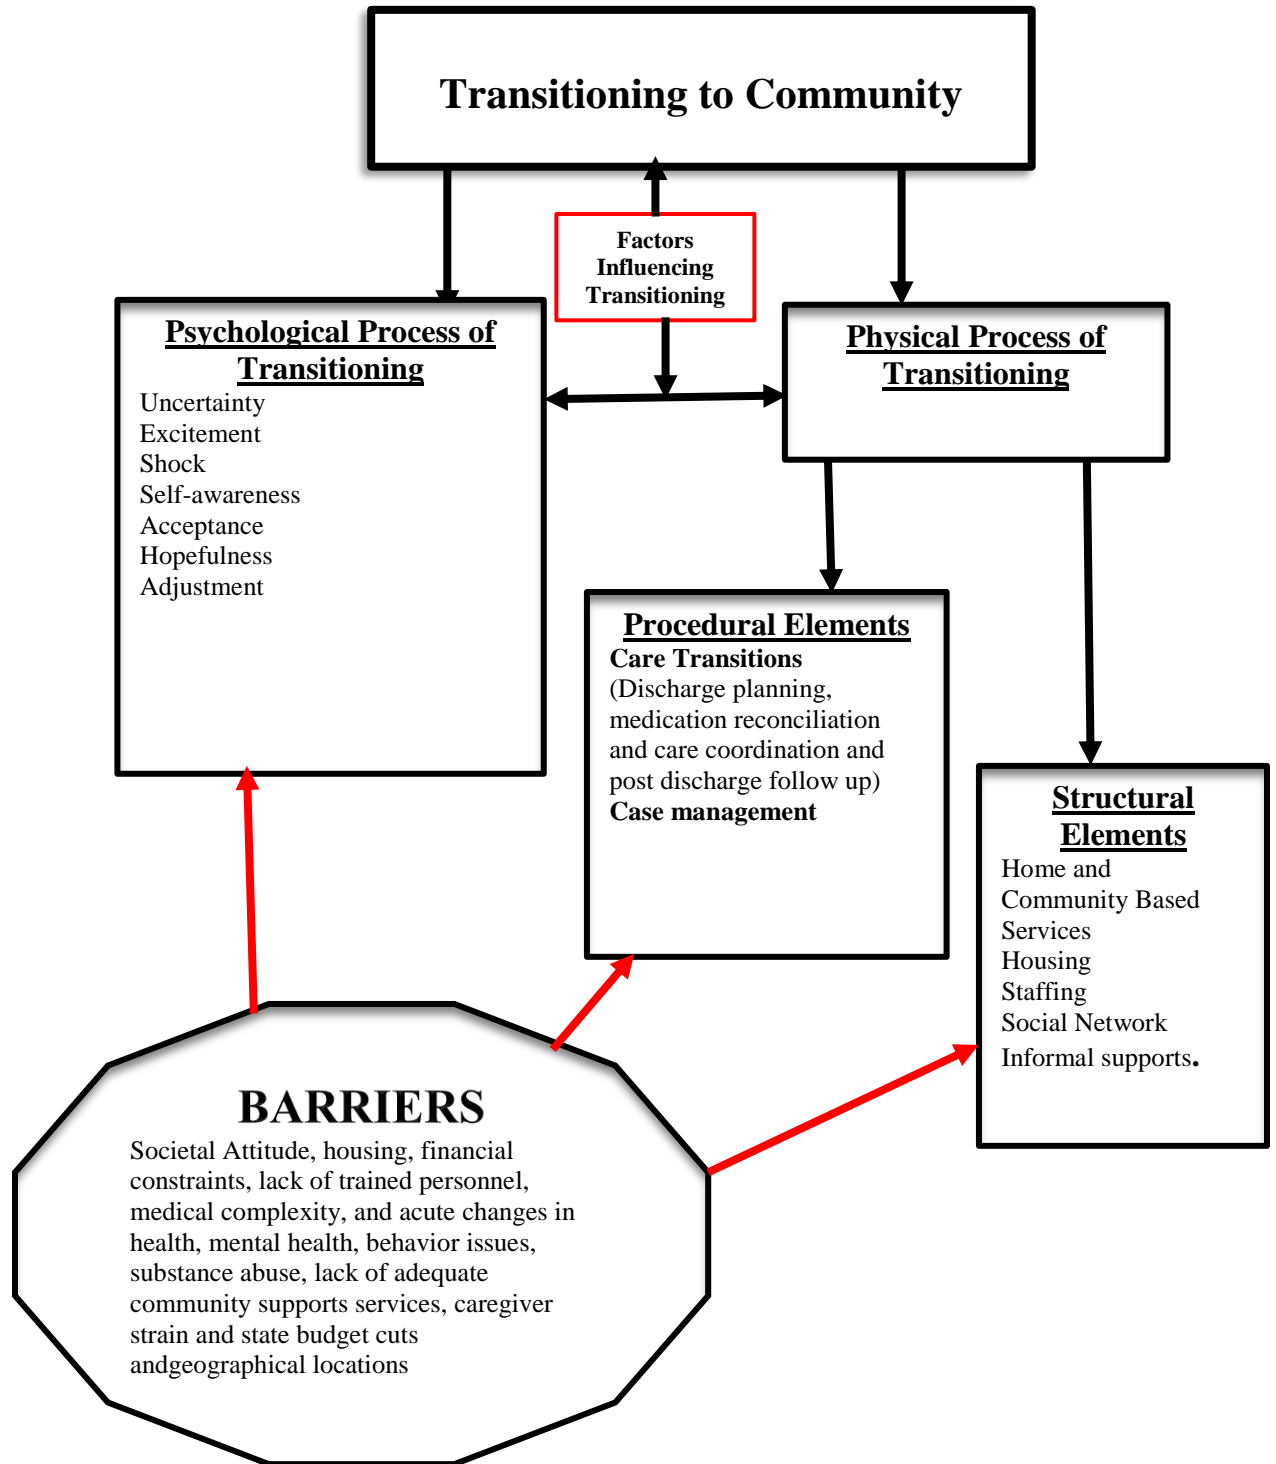 Transitioning to Community
Factors
Influencing
Transitioning
Psychological Process of
Transitioning
Uncertainty
Excitement
Shock
Self-awareness
Acceptance
Hopefulness
Adjustment
Physical Process of
Transitioning
Procedural Elements
Care Transitions
(Discharge planning,
medication reconciliation
and care coordination and
post discharge follow up)
Case management
Structural
Elements
Home and
Community Based
Services
Housing
Staffing
Social Network
Informal supports.
BARRIERS
Societal Attitude, housing, financial
constraints, lack of trained personnel,
medical complexity, and acute changes in
health, mental health, behavior issues,
substance abuse, lack of adequate
community supports services, caregiver
strain and state budget cuts
andgeographical locations